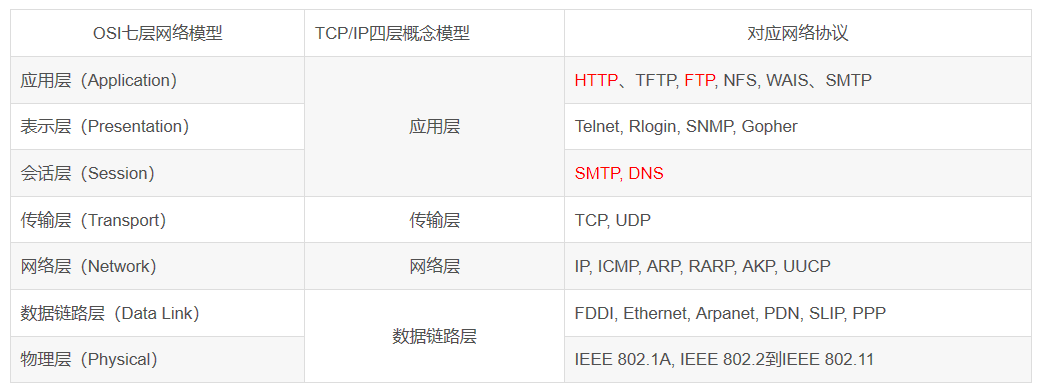 OSI七层网络模型 TCP/IP四层概念模型 对应网络协议
应用层（Application） HTTP、TFTP, FTP, NFS, WAIS、SMTP
表示层（Presentation） 应用层 Telnet, Rlogin, SNMP, Gopher
会话层（Session） SMTP, DNS
传输层（Transport） 传输层 TCP, UDP
网络层（Network） 网络层 IP, ICMP, ARP, RARP, AKP, UUCP
数据链路层（Data Link） FDDI, Ethernet, Arpanet, PDN, SLIP, PPP
数据链路层
物理层（Physical） IEEE 802.1A, IEEE 802.2到IEEE 802.11